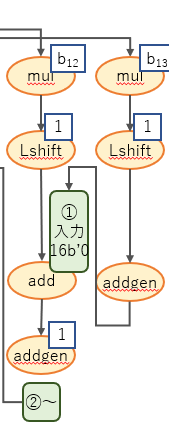 b12
b13
mul
mul
1
1
Lshift
Lshift
①
入力
16b'0
add
addgen
1
addgen
②~